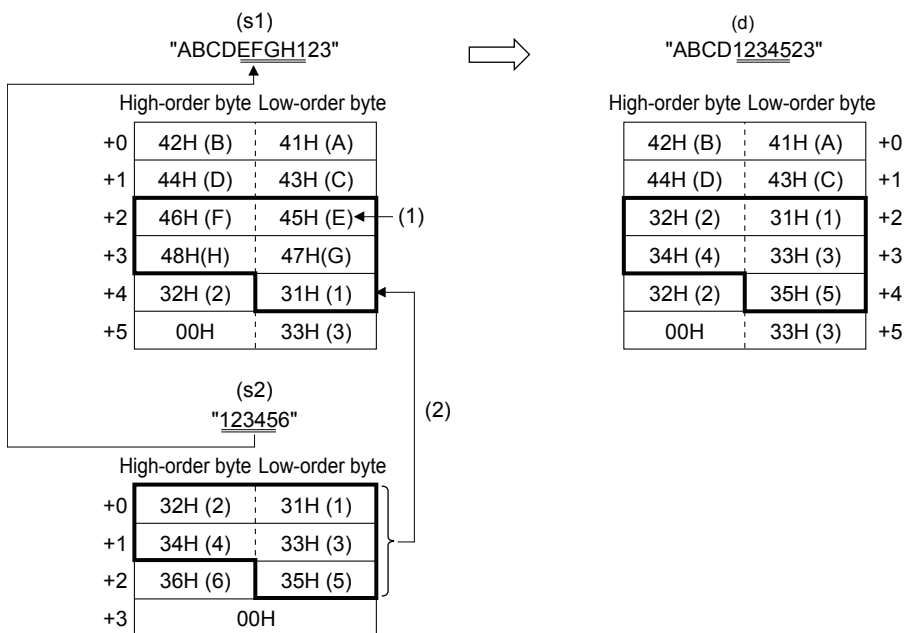 (s1)
"ABCDEFGH123"
High-order byte Low-order byte
+0 42H (B) 41H (A)
+1 44H (D) 43H (C)
+2 46H (F) 45H (E) (1)
+3 48H(H) 47H(G)
+4 32H (2) 31H (1)
+5 00H 33H (3)
(2)
(s2)
"123456"
High-order byte Low-order byte
+0 32H (2) 31H (1)
+1 34H (4) 33H (3)
+2 36H (6) 35H (5)
+3 00H
(d)
"ABCD1234523"
High-order byte Low-order byte
42H (B) 41H (A) +0
44H (D) 43H (C) +1
32H (2) 31H (1) +2
34H (4) 33H (3) +3
32H (2) 35H (5) +4
00H 33H (3) +5